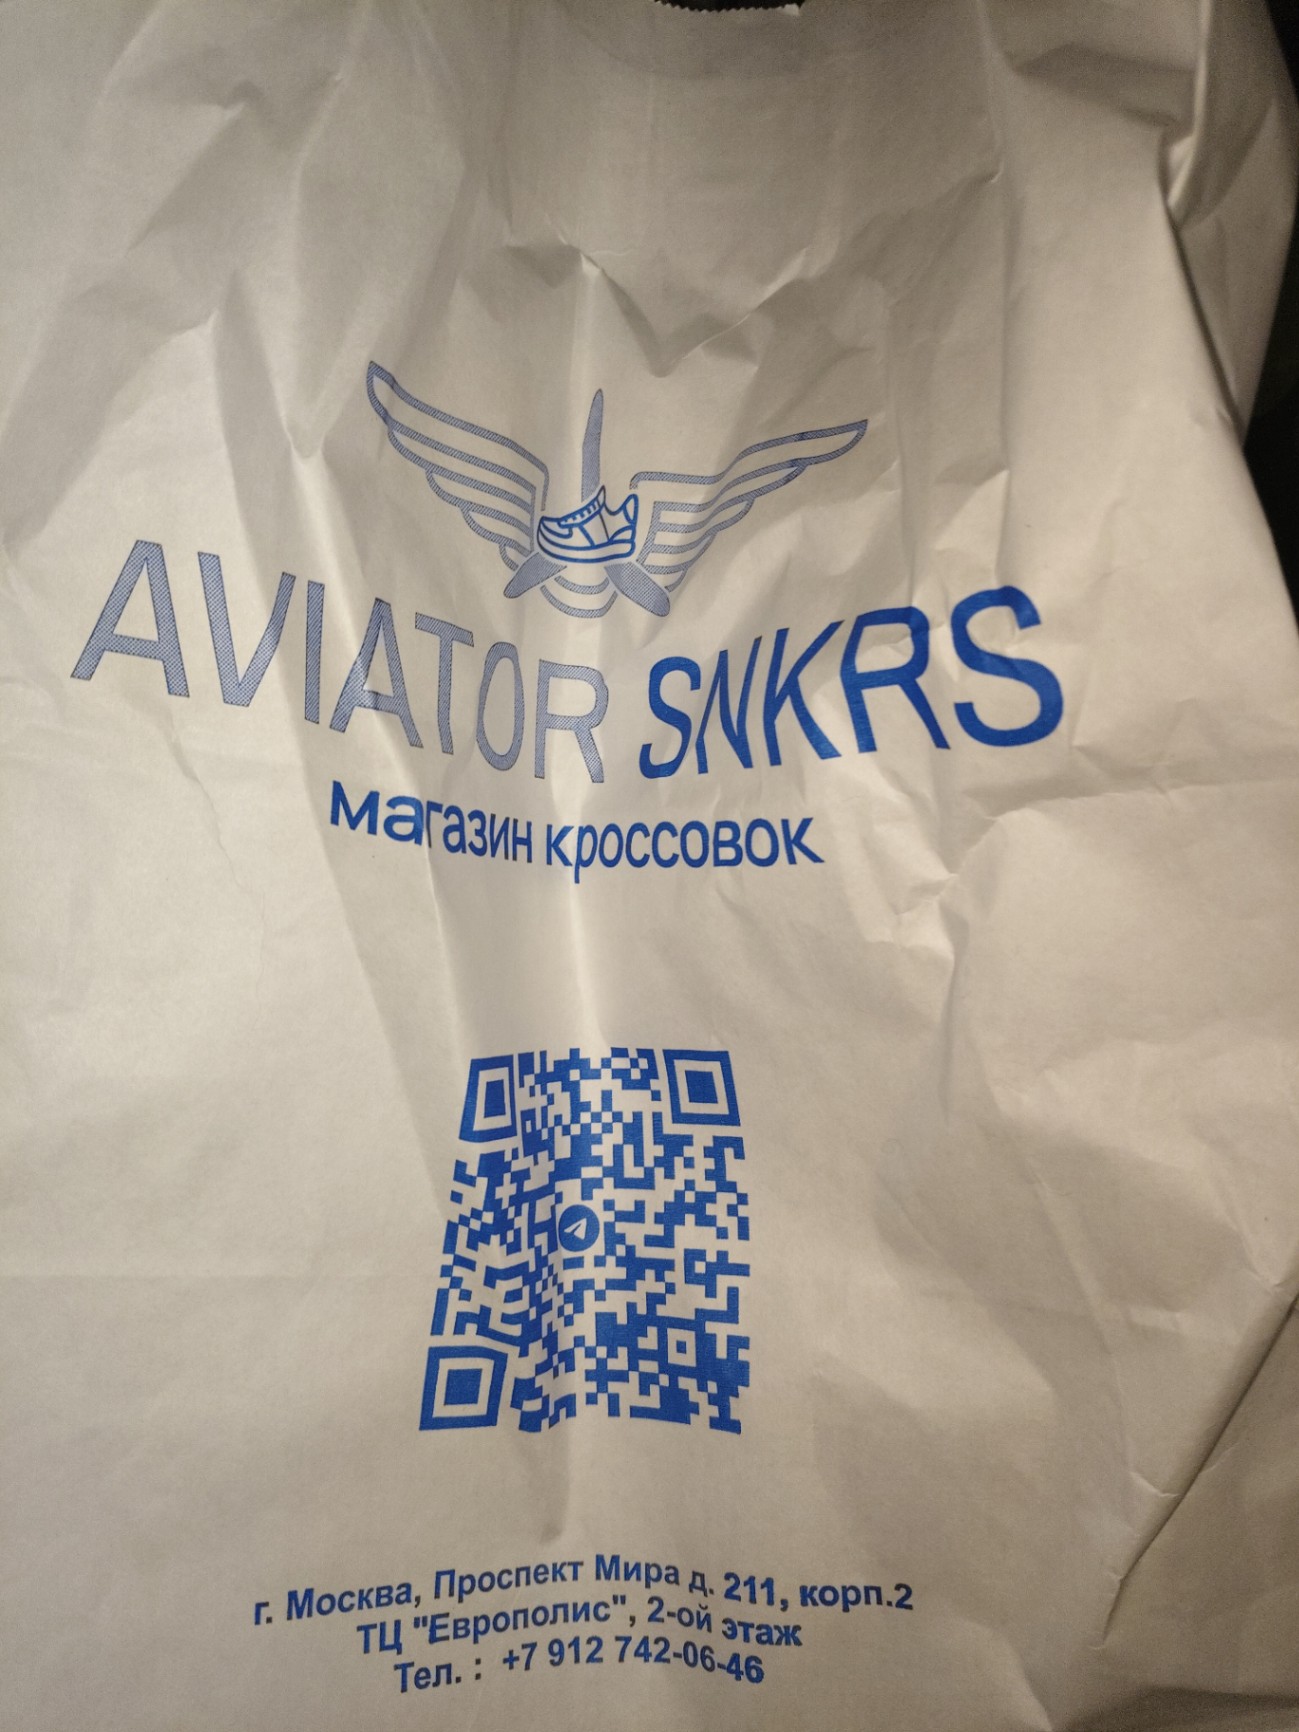 AVIATOR SNKRS
магазин кроссовок
г. Москва, Проспект Мира д. 211, корп.2
ТЦ "Европолис", 2-ой этаж
Тел. : +7 912 742-06-46